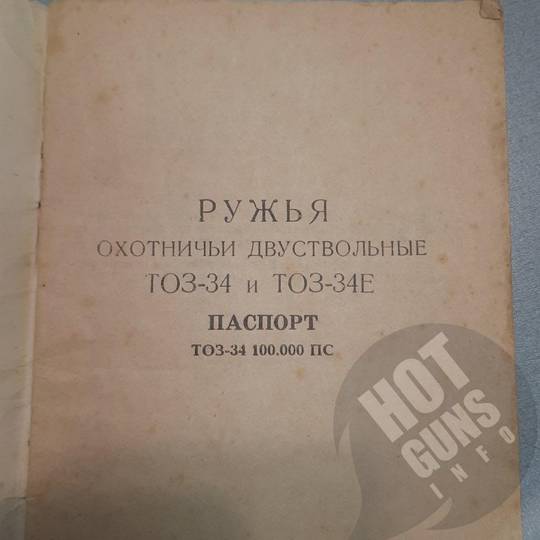 РУЖЬЯ
ОХОТНИЧЬИ ДВУСТВОЛЬНЫЕ
ТОЗ-34 и ТОЗ-34Е
ПАСПОРТ
ТОЗ-34 100.000 ПС
HOT
GUNS
INFO